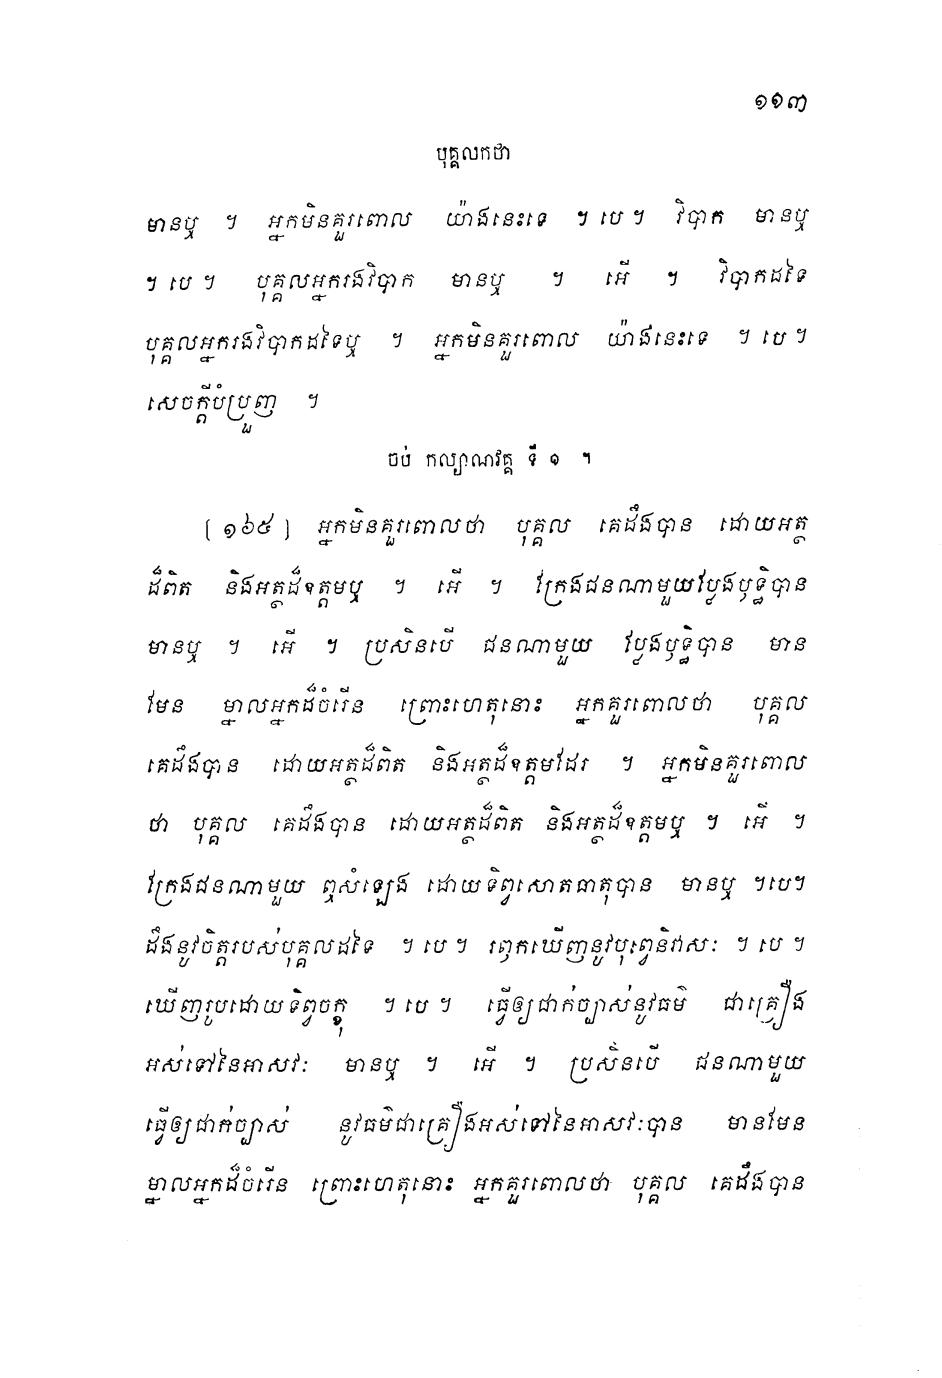 ១១៣
បុគ្គលកថា
មានឬ ។ អ្នកមិនគួរពោល យ៉ាងនេះទេ ។ បេ ។ វិបាក មានឬ
។ បេ ។ បុគ្គលអ្នករងវិបាក មានឬ ។ អើ ។ វិបាកដទៃ
បុគ្គលអ្នករងវិបាកដទៃឬ ។ អ្នកមិនគួរពោល យ៉ាងនេះទេ ។ បេ ។
សេចក្តីបំប្រួញ ។
ចប់ កល្យាណវគ្គ ទី ១ ។
[ ១៦៥ ] អ្នកមិនគួរពោលថា បុគ្គល គេដឹងបាន ដោយអត្ថ
ដ៏ពិត និងអត្ថដ៏ឧត្តមឬ ។ អើ ។ ក្រែងជនណាមួយប្លែងឫទ្ធិបាន
មានឬ ។ អើ ។ ប្រសិនបើ ជនណាមួយ ប្លែងឫទ្ធិបាន មាន
មែន ម្នាលអ្នកដ៏ចំរើន ព្រោះហេតុនោះ អ្នកគួរពោលថា បុគ្គល
គេដឹងបាន ដោយអត្ថដ៏ពិត និងអត្ថដ៏ឧត្តមដែរ ។ អ្នកមិនគួរពោល
ថា បុគ្គល គេដឹងបាន ដោយអត្ថដ៏ពិត និងអត្ថដ៏ឧត្តមឬ ។ អើ ។
ក្រែងជនណាមួយ ឮសំឡេង ដោយទិព្វសោតធាតុបាន មានឬ ។បេ។
ដឹងនូវចិត្តរបស់បុគ្គលដទៃ ។ បេ ។ រឭកឃើញនូវបុព្វេនិវាសៈ ។ បេ ។
ឃើញរូបដោយទិព្វចក្ខុ ។ បេ ។ ធ្វើឲ្យជាក់ច្បាស់នូវធម៌ ជាគ្រឿង
អស់ទៅនៃអាសវៈ មានឬ ។ អើ ។ ប្រសិនបើ ជនណាមួយ
ធ្វើឲ្យជាក់ច្បាស់ នូវធម៌ជាគ្រឿងអស់ទៅនៃអាសវៈបាន មានមែន
ម្នាលអ្នកដ៏ចំរើន ព្រោះហេតុនោះ អ្នកគួរពោលថា បុគ្គល គេដឹងបាន